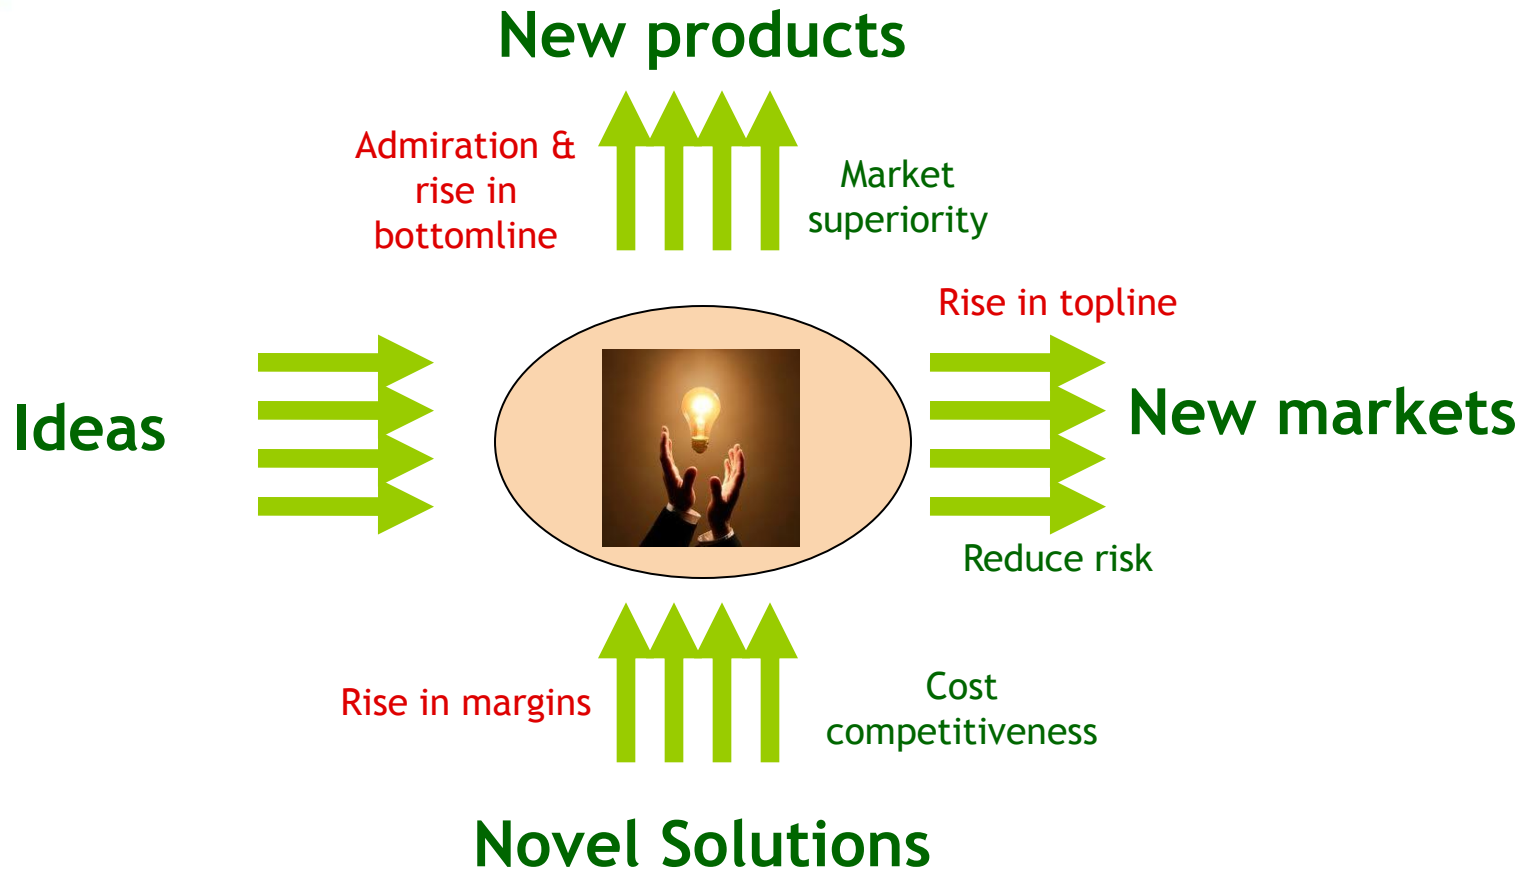 New products
Admiration &
rise in
bottomline
Market
superiority
Rise in topline
Ideas
New markets
Reduce risk
Rise in margins
Cost
competitiveness
Novel Solutions